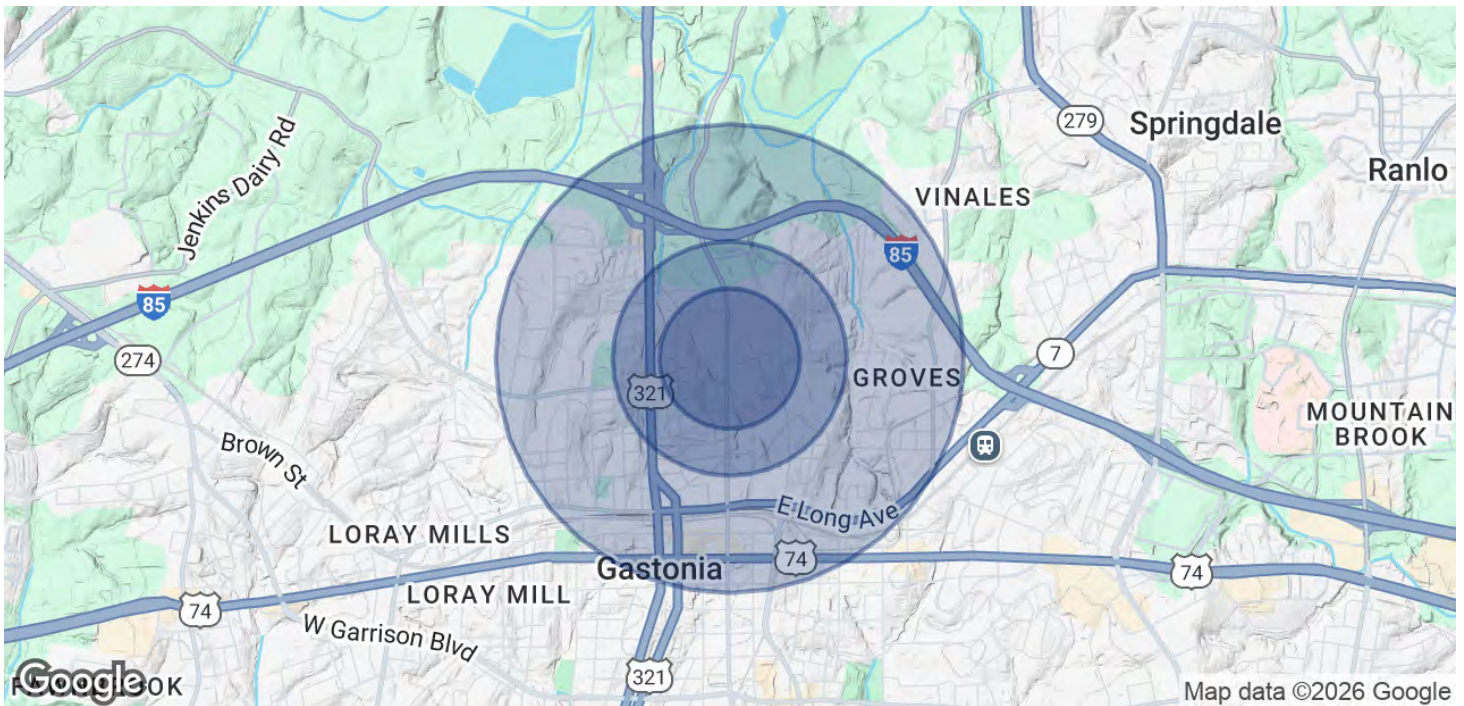 279
Springdale
Ranlo
Jenkins Dairy Rd
VINALES
85
85
274
7
321
GROVES
MOUNTAIN
BROOK
Brown St
E Long Ave
LORAY MILLS
74
Gastonia
74
LORAY MILL
74
W Garrison Blvd
321
Google
Map data ©2026 Google